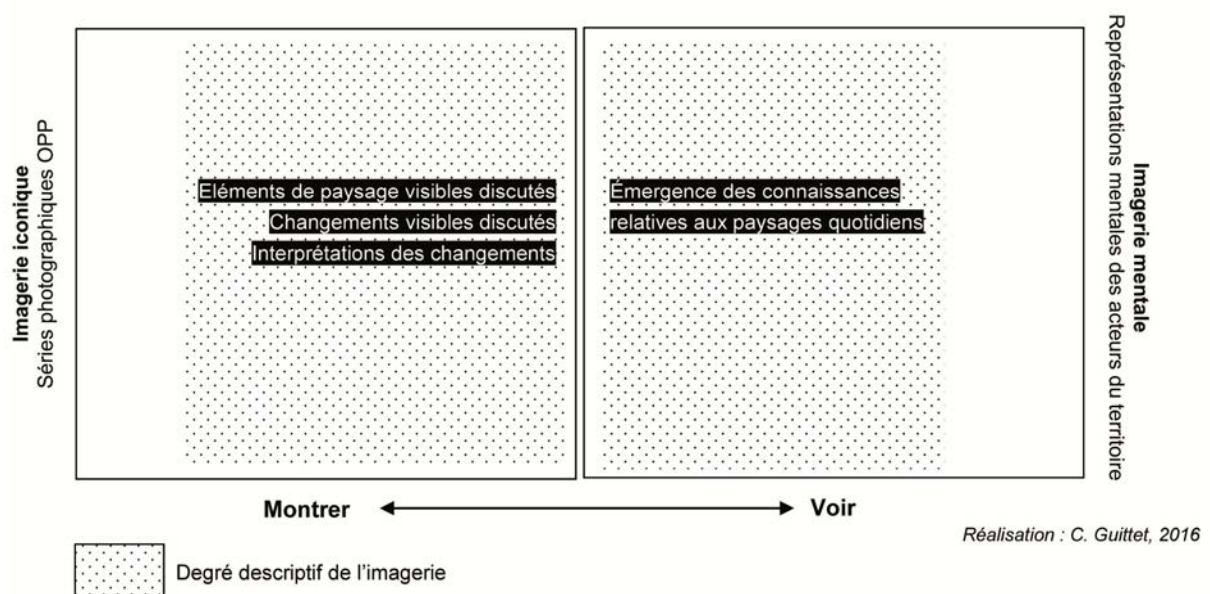 Imagerie iconique
Séries photographiques OPP
Eléments de paysage visibles discutés
Changements visibles discutés
Interprétations des changements
Émergence des connaissances
relatives aux paysages quotidiens
Imagerie mentale
Représentations mentales des acteurs du territoire
Montrer
Voir
Réalisation : C. Guittet, 2016
Degré descriptif de l'imagerie